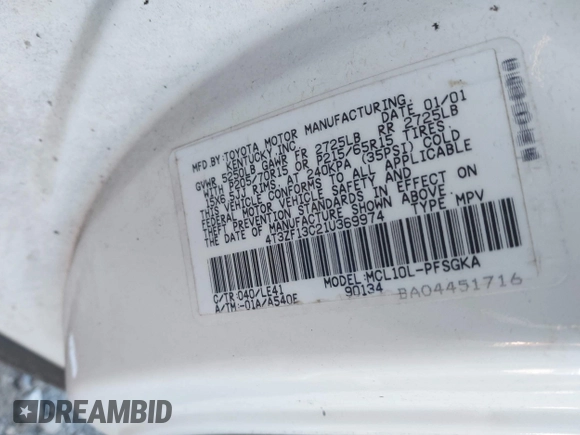 MFD BY: TOYOTA MOTOR MANUFACTURING,
KENTUCKY, INC. DATE 01/01
GVWR 5250LB GAWR FR 2725LB RR 2725LB
WITH P205/70R15 OR P215/65R15 TIRES.
15X6 RIMS, AT 240KPA (35PSI) COLD
THIS VEHICLE CONFORMS TO ALL APPLICABLE
FEDERAL MOTOR VEHICLE SAFETY AND
THEFT PREVENTION STANDARDS IN EFFECT ON
THE DATE OF MANUFACTURE SHOWN ABOVE.
4T3ZF13C21U369974 TYPE MPV
C/TR:040/LE41 MODEL:MCL10L-PFSGKA
A/TM:-01A/A540E 90134
BA04451716
DREAMBID